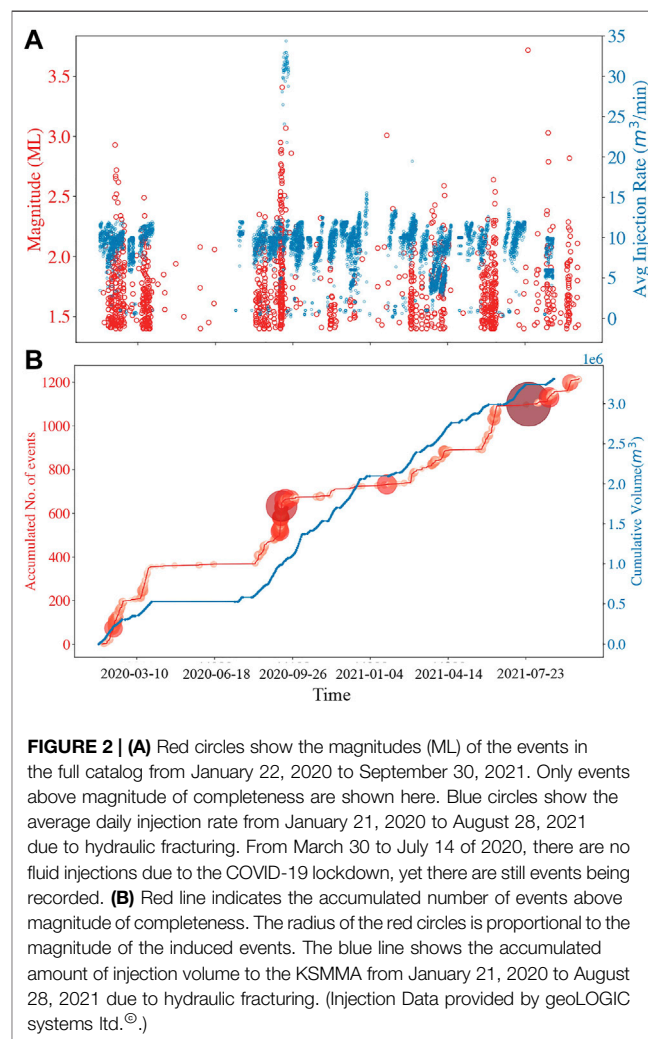 A
Magnitude (ML)
3.5
3.0
2.5
2.0
1.5
35
30
25
20
15
10
5
0
Avg Injection Rate (m³/min)
B
1e6
Accumulated No. of events
1200
1000
800
600
400
200
0
3.0
2.5
2.0
1.5
1.0
0.5
0.0
Cumulative Volume(m³)
2020-03-10 2020-06-18 2020-09-26 2021-01-04 2021-04-14 2021-07-23
Time
FIGURE 2 | (A) Red circles show the magnitudes (ML) of the events in
the full catalog from January 22, 2020 to September 30, 2021. Only events
above magnitude of completeness are shown here. Blue circles show the
average daily injection rate from January 21, 2020 to August 28, 2021
due to hydraulic fracturing. From March 30 to July 14 of 2020, there are no
fluid injections due to the COVID-19 lockdown, yet there are still events being
recorded. (B) Red line indicates the accumulated number of events above
magnitude of completeness. The radius of the red circles is proportional to the
magnitude of the induced events. The blue line shows the accumulated
amount of injection volume to the KSMMA from January 21, 2020 to August
28, 2021 due to hydraulic fracturing. (Injection Data provided by geoLOGIC
systems ltd.©.)